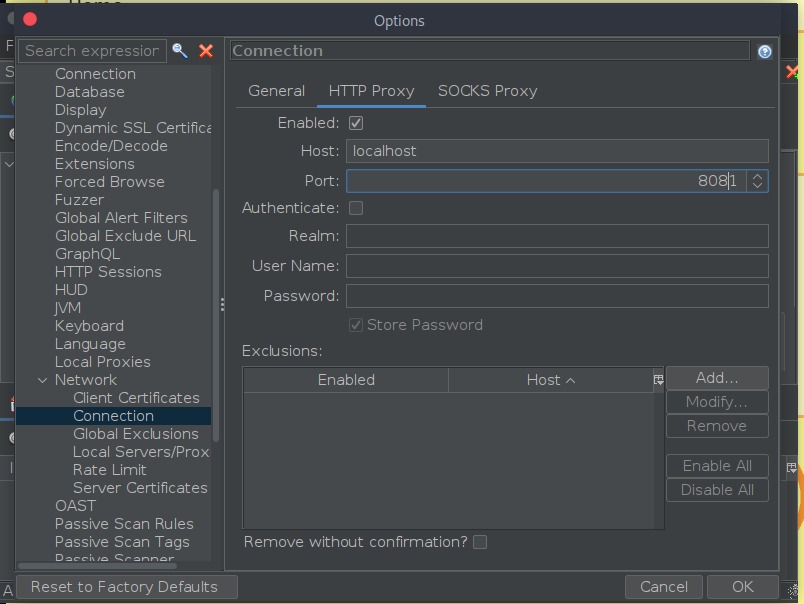 Options
Search expression
Connection
Connection
Database
Display
Dynamic SSL Certifica
Encode/Decode
Extensions
Forced Browse
Fuzzer
Global Alert Filters
Global Exclude URL
GraphQL
HTTP Sessions
HUD
JVM
Keyboard
Language
Local Proxies
Network
Client Certificates
Connection
Global Exclusions
Local Servers/Prox
Rate Limit
Server Certificates
OAST
Passive Scan Rules
Passive Scan Tags
Passive Scanner
General HTTP Proxy SOCKS Proxy
Enabled:
Host: localhost
Port: 8081
Authenticate:
Realm:
User Name:
Password:
Store Password
Exclusions:
Enabled Host
Add...
Modify...
Remove
Enable All
Disable All
Remove without confirmation?
Reset to Factory Defaults
Cancel OK